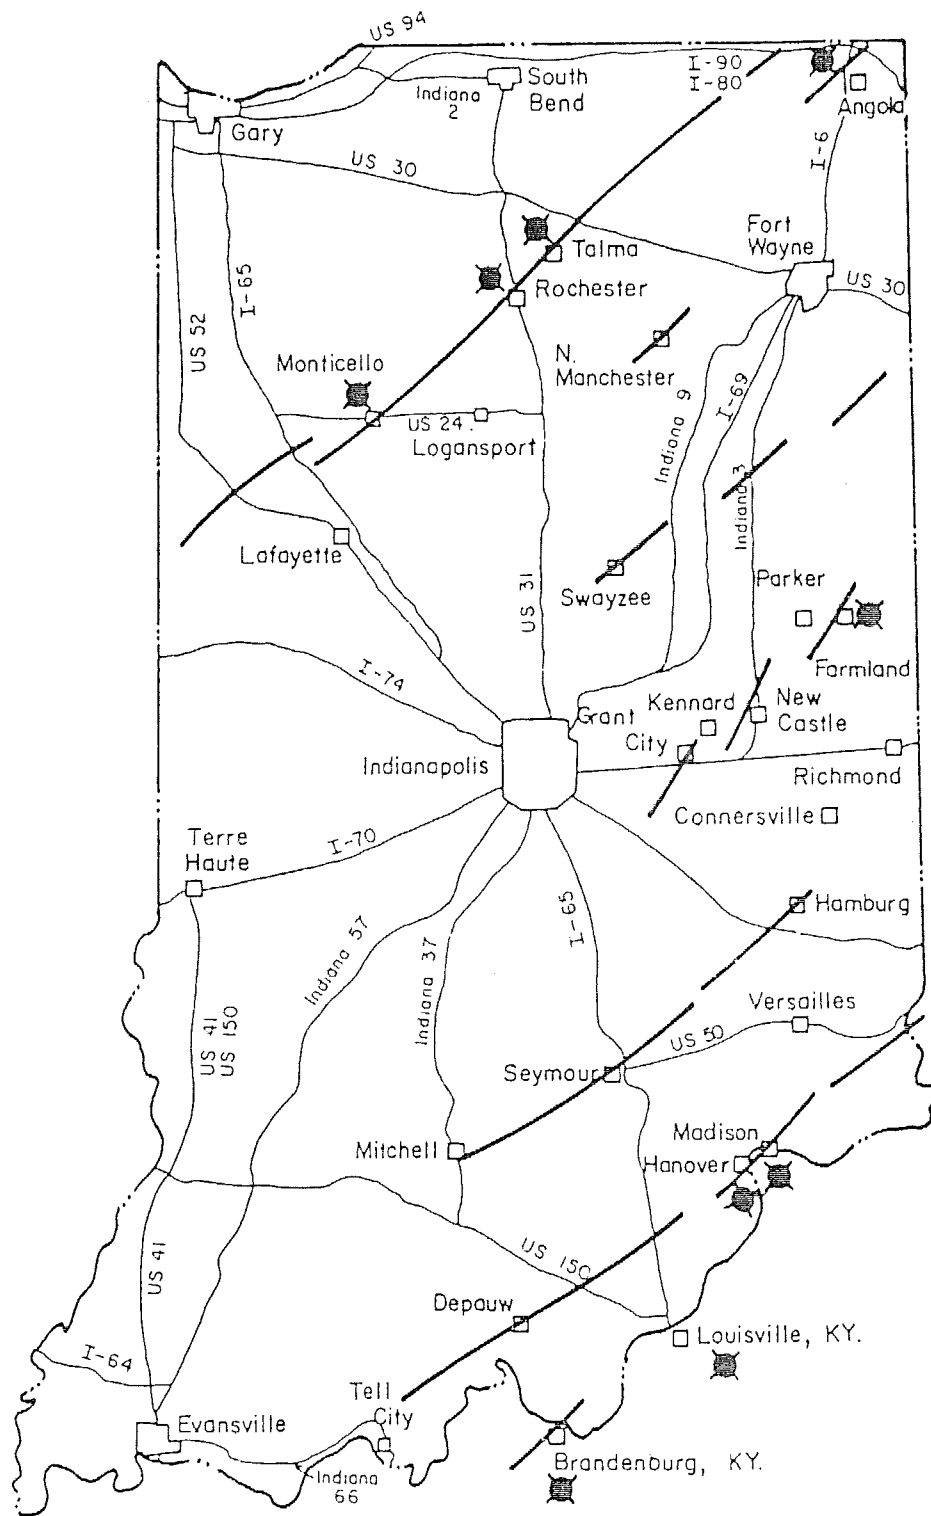 US 94
I-90
I-80
South
Bend
Indiana
2
Gary
Angola
I-6
US 30
Fort
Wayne
Talma
Rochester
US 30
I-65
US 52
N.
Manchester
Monticello
US 24.
Logansport
Indiana 9
I-69
Indiana 3
Lafayette
Swayzee
US 31
Parker
Farmland
I-74
Kennard
New
Castle
Grant
City
Indianapolis
Richmond
Connersville
I-70
Terre
Haute
Hamburg
I-65
Indiana 57
Indiana 37
Versailles
US 41
US 150
US 50
Seymour
Mitchell
Madison
Hanover
US 41
US 150
Depauw
Louisville, KY.
I-64
Tell
City
Evansville
Indiana
66
Brandenburg, KY.